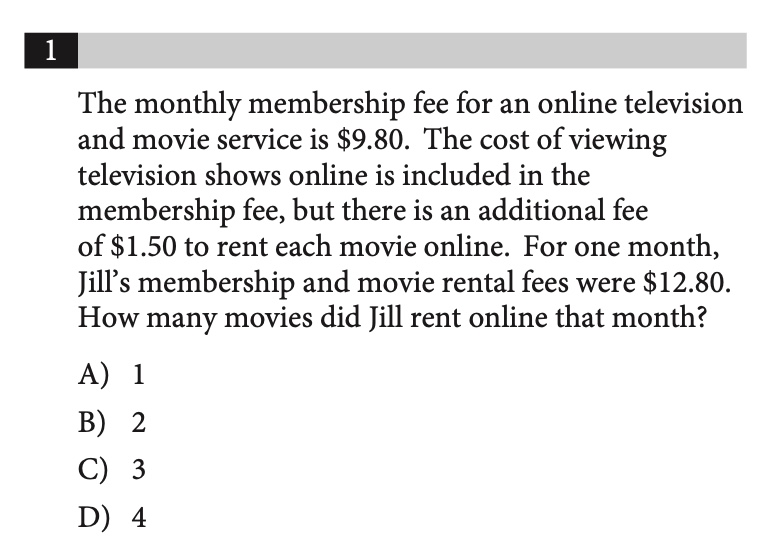 1
The monthly membership fee for an online television
and movie service is $9.80. The cost of viewing
television shows online is included in the
membership fee, but there is an additional fee
of $1.50 to rent each movie online. For one month,
Jill’s membership and movie rental fees were $12.80.
How many movies did Jill rent online that month?
A) 1
B) 2
C) 3
D) 4